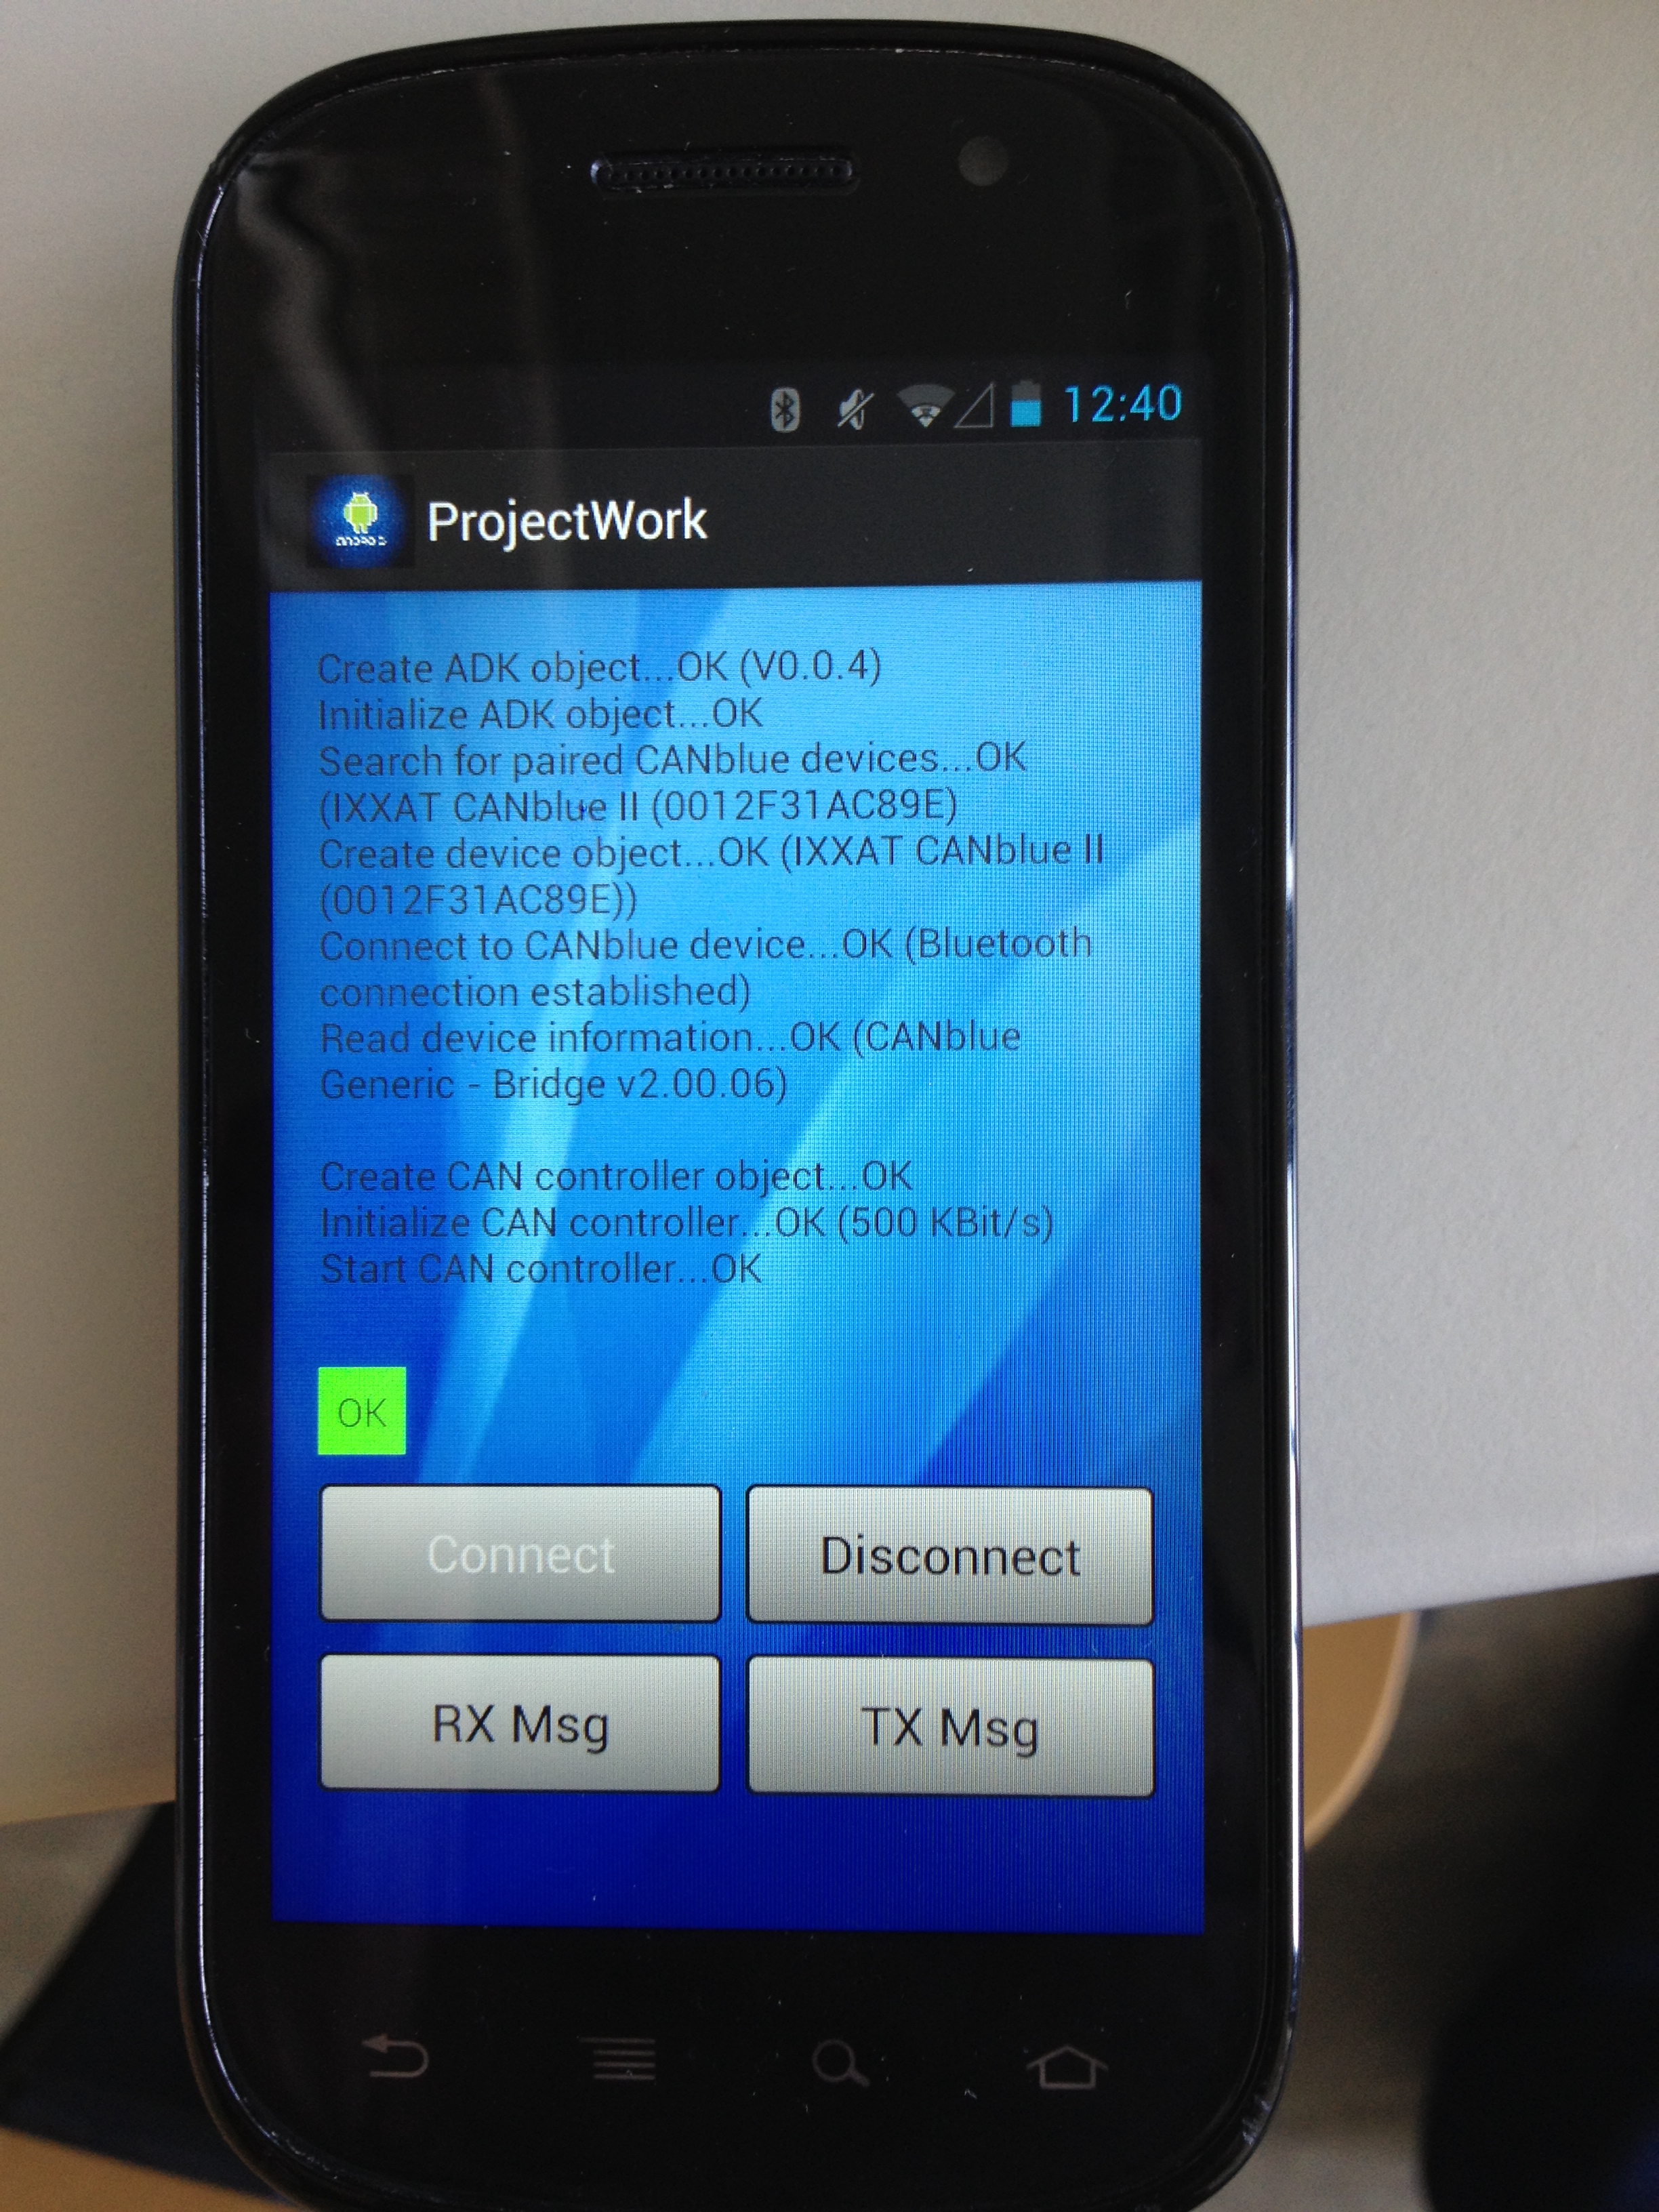 12:40
ProjectWork
Create ADK object...OK (V0.0.4)
Initialize ADK object...OK
Search for paired CANblue devices...OK
(IXXAT CANblue II (0012F31AC89E)
Create device object...OK (IXXAT CANblue II
(0012F31AC89E))
Connect to CANblue device...OK (Bluetooth
connection established)
Read device information...OK (CANblue
Generic - Bridge v2.00.06)
Create CAN controller object...OK
Initialize CAN controller...OK (500 KBit/s)
Start CAN controller...OK
OK
Connect
Disconnect
RX Msg
TX Msg